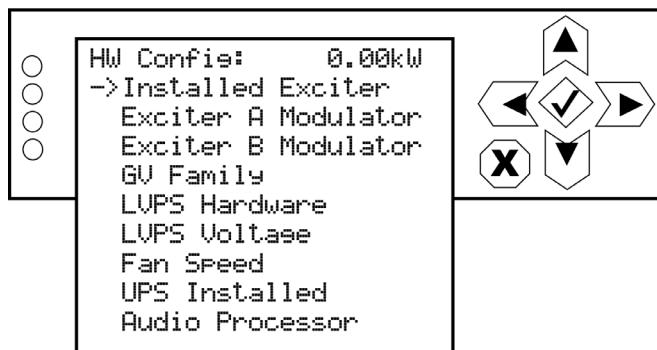 HW Config: 0.00kW
->Installed Exciter
Exciter A Modulator
Exciter B Modulator
GV Family
LVPS Hardware
LVPS Voltage
Fan Speed
UPS Installed
Audio Processor
X